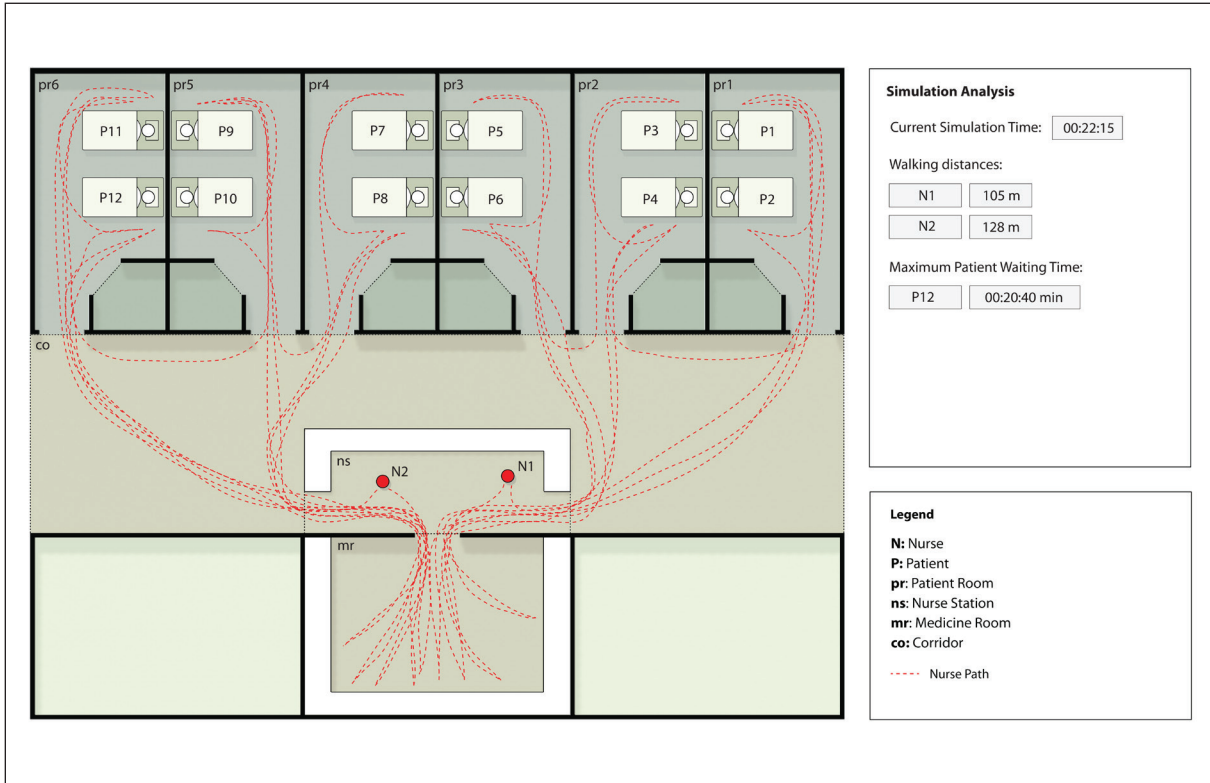 pr6
pr5
pr4
pr3
pr2
pr1
P11
P9
P7
P5
P3
P1
P12
P10
P8
P6
P4
P2
co
ns
N2
N1
mr
Simulation Analysis
Current Simulation Time: 00:22:15
Walking distances:
N1 105 m
N2 128 m
Maximum Patient Waiting Time:
P12 00:20:40 min
Legend
N: Nurse
P: Patient
pr: Patient Room
ns: Nurse Station
mr: Medicine Room
co: Corridor
Nurse Path